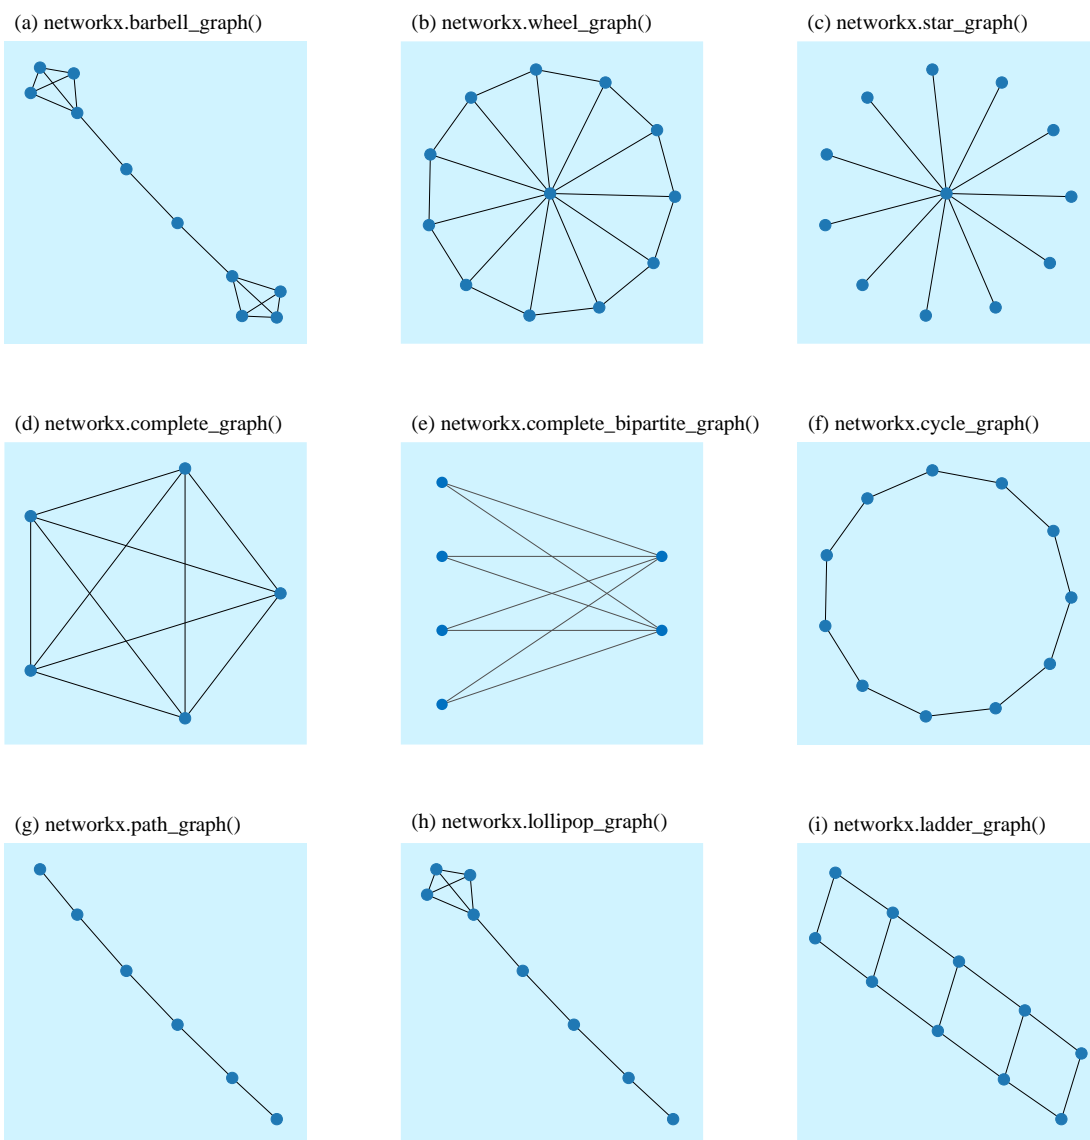 (a) networkx.barbell_graph()
(b) networkx.wheel_graph()
(c) networkx.star_graph()
(d) networkx.complete_graph()
(e) networkx.complete_bipartite_graph()
(f) networkx.cycle_graph()
(g) networkx.path_graph()
(h) networkx.lollipop_graph()
(i) networkx.ladder_graph()